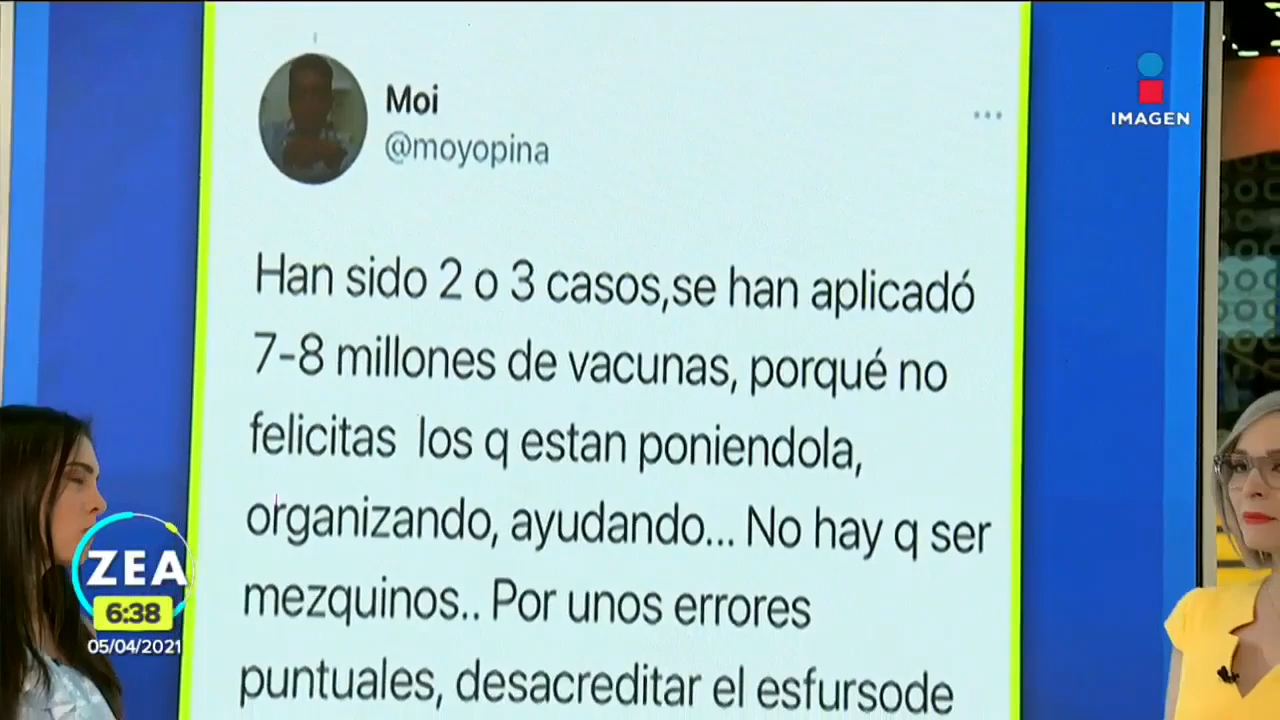 Moi
@moyopina
IMAGEN
Han sido 2 o 3 casos,se han aplicadó
7-8 millones de vacunas, porqué no
felicitas los q estan poniendola,
organizando, ayudando... No hay q ser
mezquinos.. Por unos errores
puntuales, desacreditar el esfursode
ZEA
6:38
05/04/2021